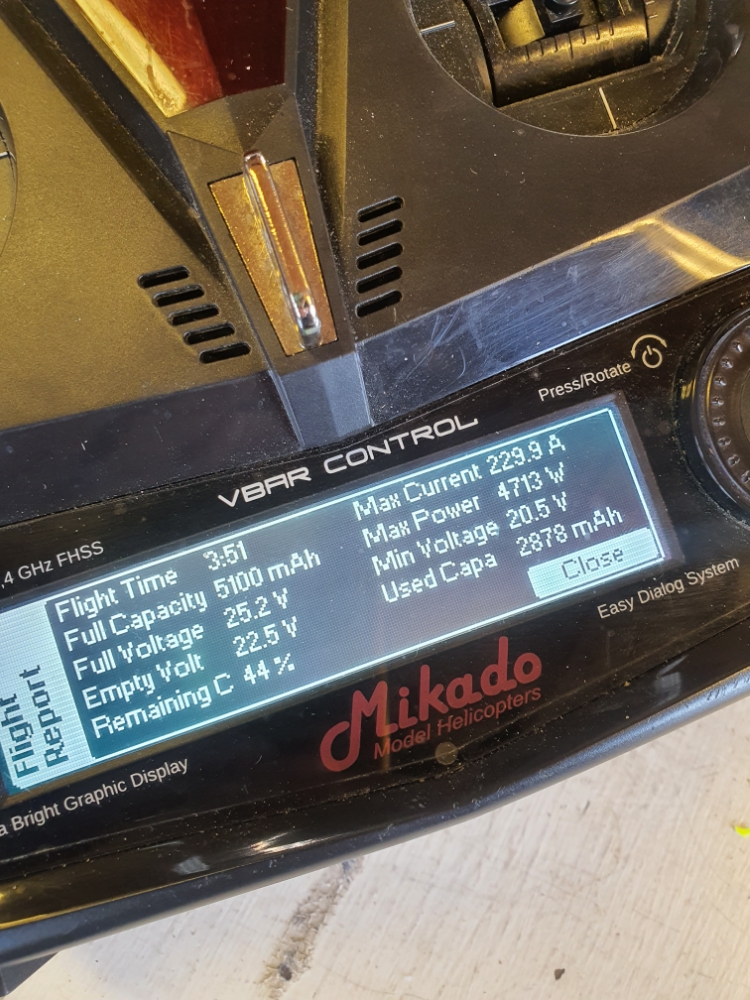 Press/Rotate
VBAR CONTROL
.4 GHz FHSS
Flight Report
Flight Time 3:51
Full Capacity 5100 mAh
Full Voltage 25.2 V
Empty Volt 22.5 V
Remaining C 44 %
Max Current 229.9 A
Max Power 4713 W
Min Voltage 20.5 V
Used Capa 2878 mAh
Close
Easy Dialog System
Mikado
Model Helicopters
a Bright Graphic Display